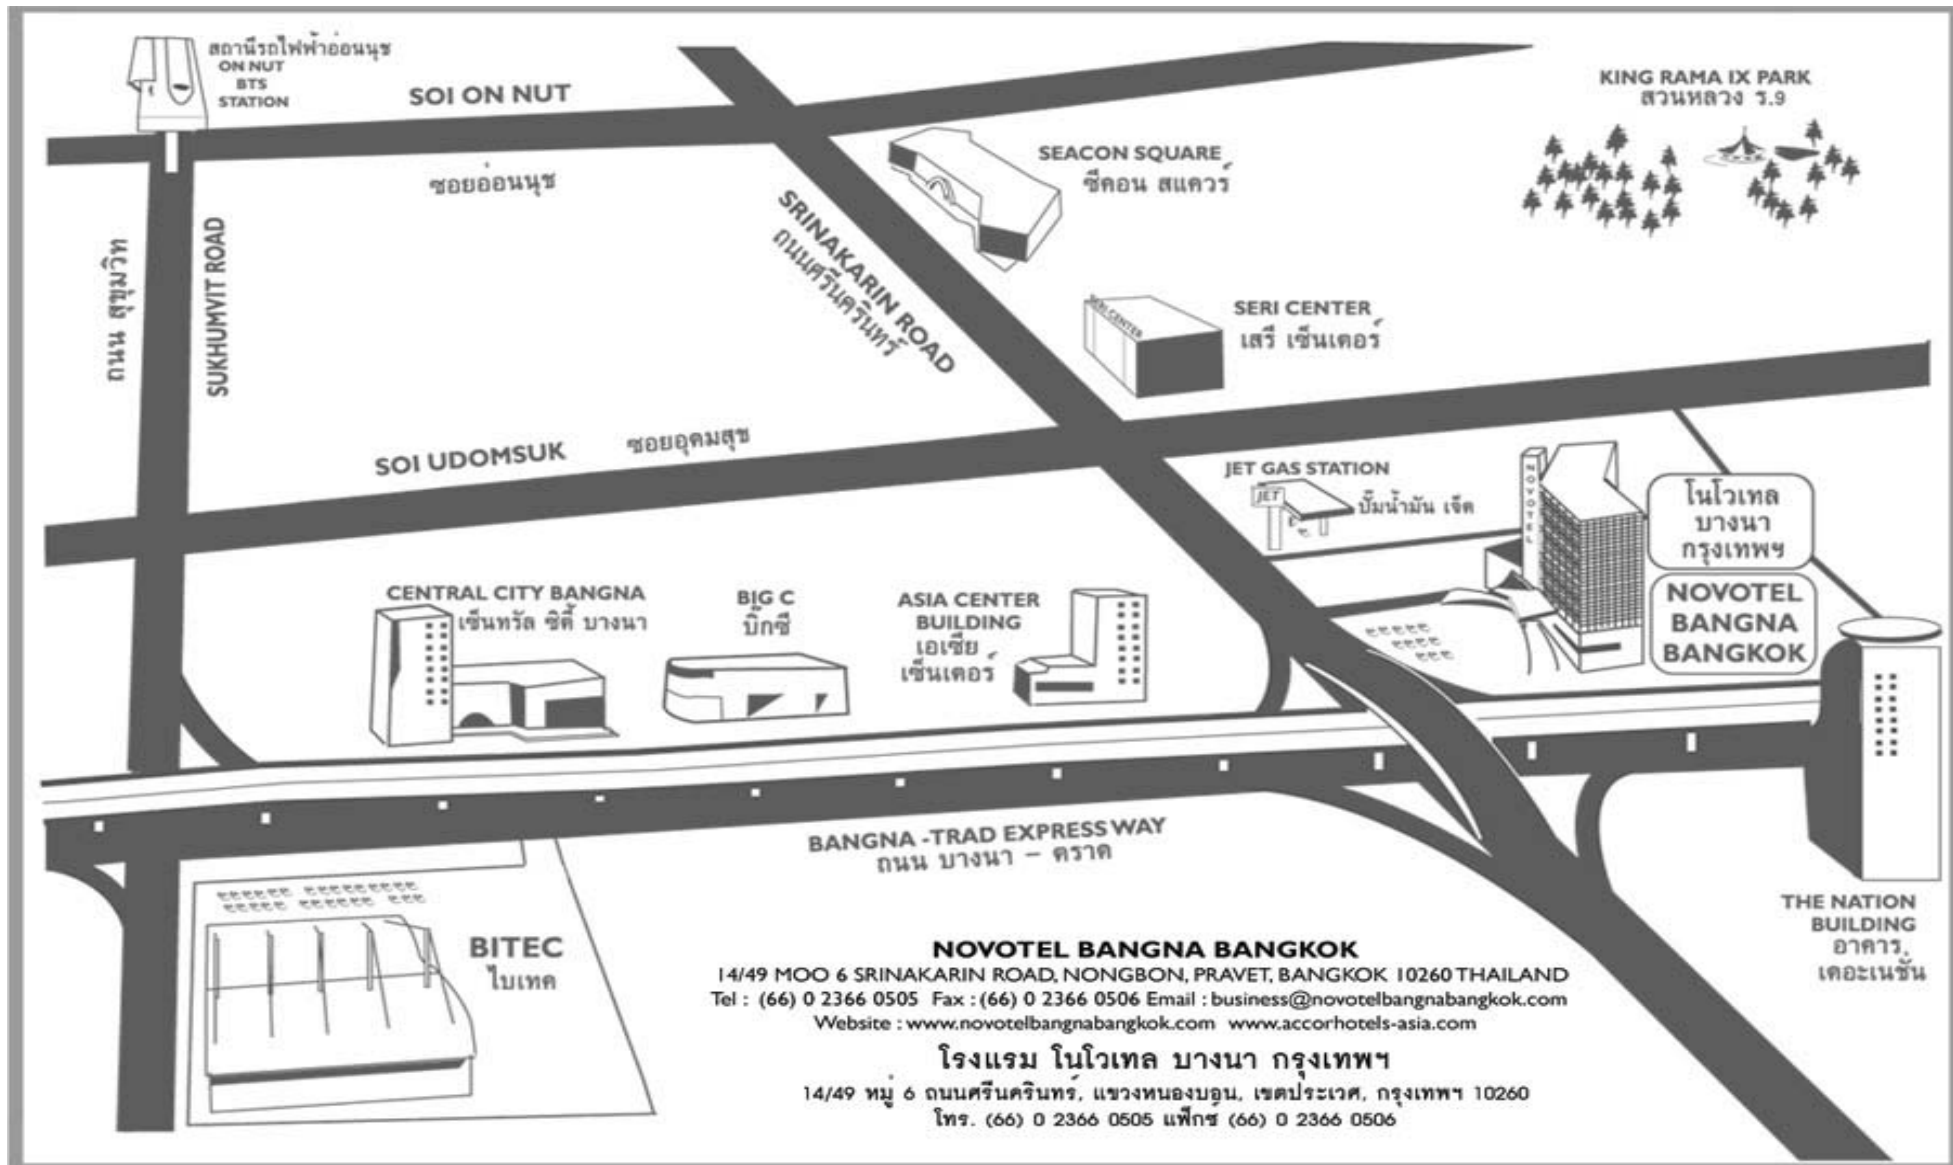 สถานีรถไฟฟ้าอ่อนนุช
ON NUT
BTS
STATION
SOI ON NUT
ซอยอ่อนนุช
KING RAMA IX PARK
สวนหลวง ร.9
SEACON SQUARE
ซีคอน สแควร์
ถนน สุขุมวิท
SUKHUMVIT ROAD
SRINAKARIN ROAD
ถนนศรีนครินทร์
SERI CENTER
SERI CENTER
เสรี เซ็นเตอร์
SOI UDOMSUK
ซอยอุดมสุข
JET GAS STATION
JET
ปั๊มน้ำมัน เจ็ต
NOVOTEL
โนโวเทล
บางนา
กรุงเทพฯ
NOVOTEL
BANGNA
BANGKOK
CENTRAL CITY BANGNA
เซ็นทรัล ซิตี้ บางนา
BIG C
บิ๊กซี
ASIA CENTER
BUILDING
เอเซีย
เซ็นเตอร์
BANGNA -TRAD EXPRESS WAY
ถนน บางนา – ตราด
THE NATION
BUILDING
อาคาร
เดอะเนชั่น
BITEC
ไบเทค
NOVOTEL BANGNA BANGKOK
14/49 MOO 6 SRINAKARIN ROAD, NONGBON, PRAVET, BANGKOK 10260 THAILAND
Tel : (66) 0 2366 0505 Fax : (66) 0 2366 0506 Email : business@novotelbangnabangkok.com
Website : www.novotelbangnabangkok.com www.accorhotels-asia.com
โรงแรม โนโวเทล บางนา กรุงเทพฯ
14/49 หมู่ 6 ถนนศรีนครินทร์, แขวงหนองบอน, เขตประเวศ, กรุงเทพฯ 10260
โทร. (66) 0 2366 0505 แฟ็กซ์ (66) 0 2366 0506